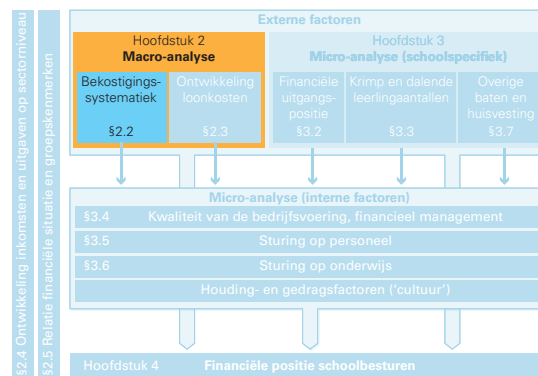 §2.4 Ontwikkeling inkomsten en uitgaven op sectorniveau
§2.5 Relatie financiële situatie en groepskenmerken
Externe factoren
Hoofdstuk 2
Macro-analyse
Bekostigings-
systematiek
§2.2
Ontwikkeling
loonkosten
§2.3
Hoofdstuk 3
Micro-analyse (schoolspecifiek)
Financiële
uitgangs-
positie
§3.2
Krimp en dalende
leerlingaantallen
§3.3
Overige
baten en
huisvesting
§3.7
Micro-analyse (interne factoren)
§3.4 Kwaliteit van de bedrijfsvoering, financieel management
§3.5 Sturing op personeel
§3.6 Sturing op onderwijs
Houding- en gedragsfactoren (‘cultuur’)
Hoofdstuk 4 Financiële positie schoolbesturen